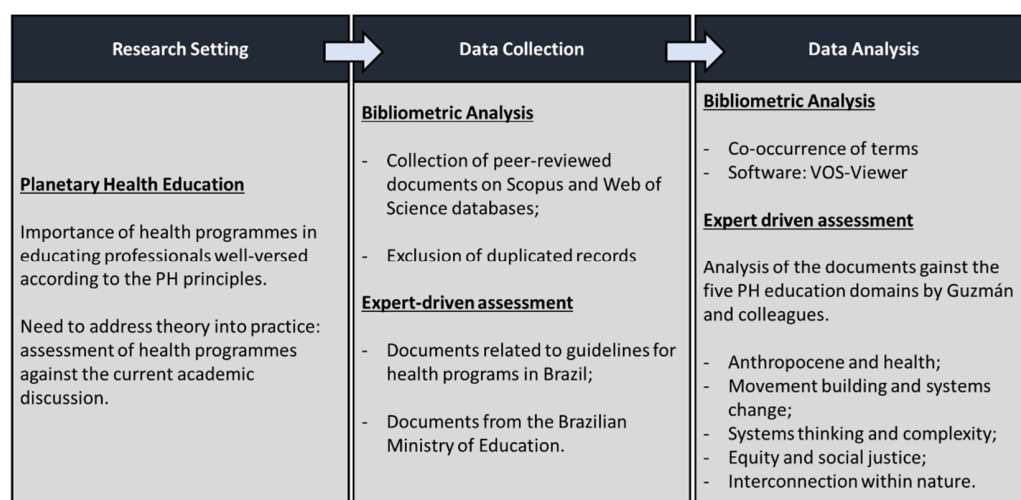 Research Setting
Data Collection
Data Analysis
Planetary Health Education
Importance of health programmes in
educating professionals well-versed
according to the PH principles.
Need to address theory into practice:
assessment of health programmes
against the current academic
discussion.
Bibliometric Analysis
- Collection of peer-reviewed
documents on Scopus and Web of
Science databases;
- Exclusion of duplicated records
Expert-driven assessment
- Documents related to guidelines for
health programs in Brazil;
- Documents from the Brazilian
Ministry of Education.
Bibliometric Analysis
- Co-occurrence of terms
- Software: VOS-Viewer
Expert driven assessment
Analysis of the documents gainst the
five PH education domains by Guzmán
and colleagues.
- Anthropocene and health;
- Movement building and systems
change;
- Systems thinking and complexity;
- Equity and social justice;
- Interconnection within nature.